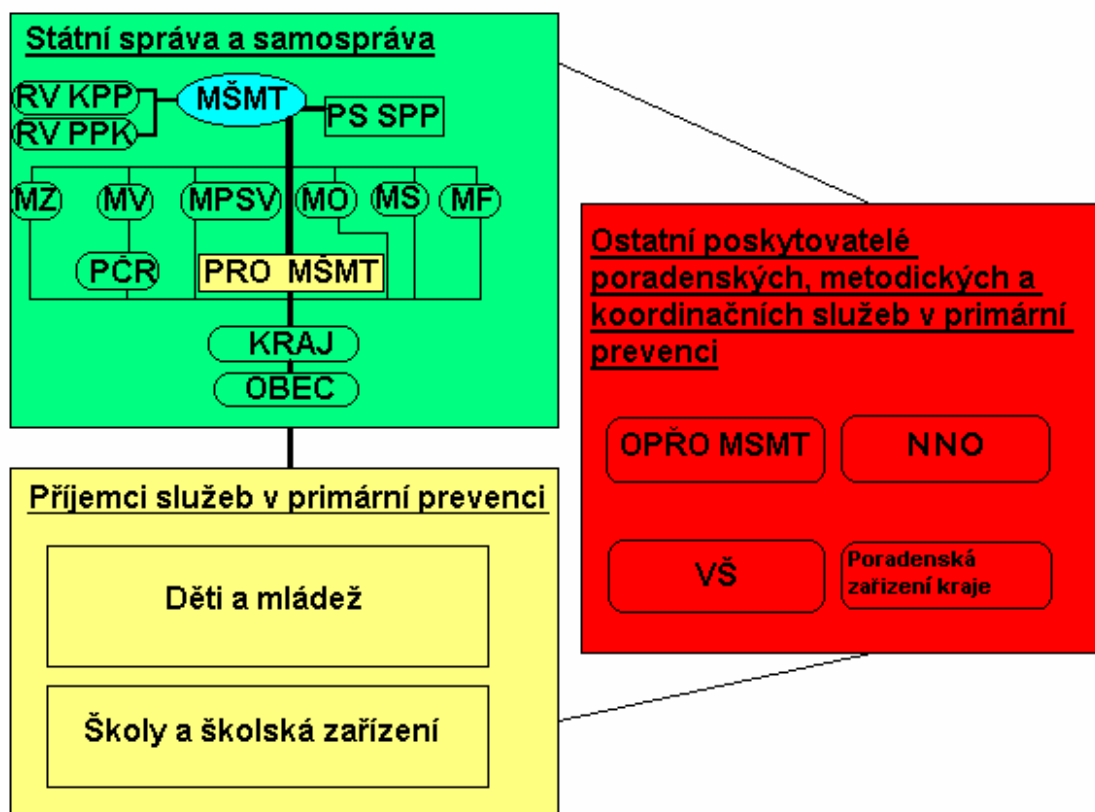 Státní správa a samospráva
RV KPP
MŠMT
PS SPP
RV PPK
MZ
MV
MPSV
MO
MS
MF
PČR
PRO MŠMT
KRAJ
OBEC
Ostatní poskytovatelé
poradenských, metodických a
koordinačních služeb v primární
prevenci
OPŘO MSMT
NNO
VŠ
Poradenská
zařizení kraje
Příjemci služeb v primární prevenci
Děti a mládež
Školy a školská zařízení